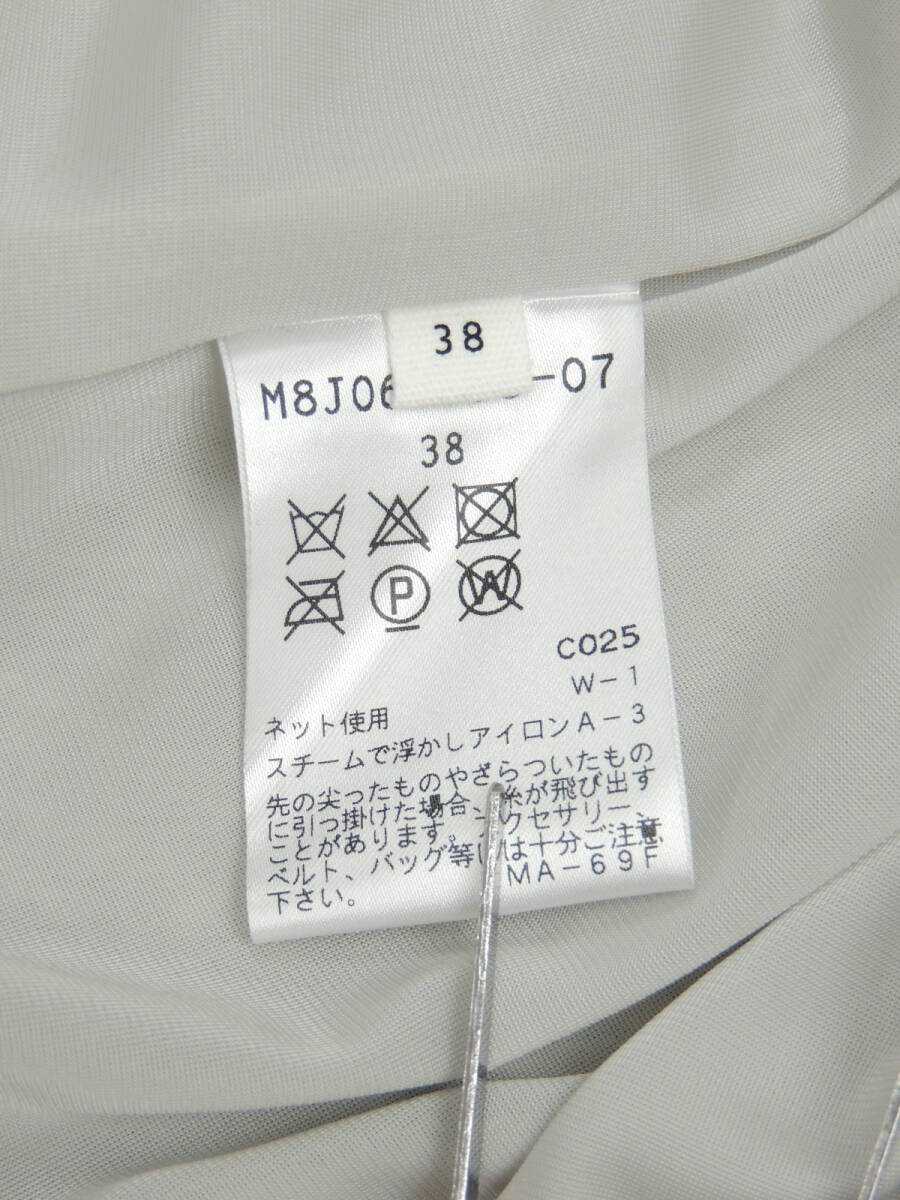 38
M8J06 -07
38
P
W
C025
W-1
ネット使用
スチームで浮かしアイロンA-3
先の尖ったものやざらついたもの
に引っ掛けた場合、糸が飛び出す
ことがあります。 クセサリー、
ベルト、バッグ等 は十分ご注意
下さい。
MA-69F